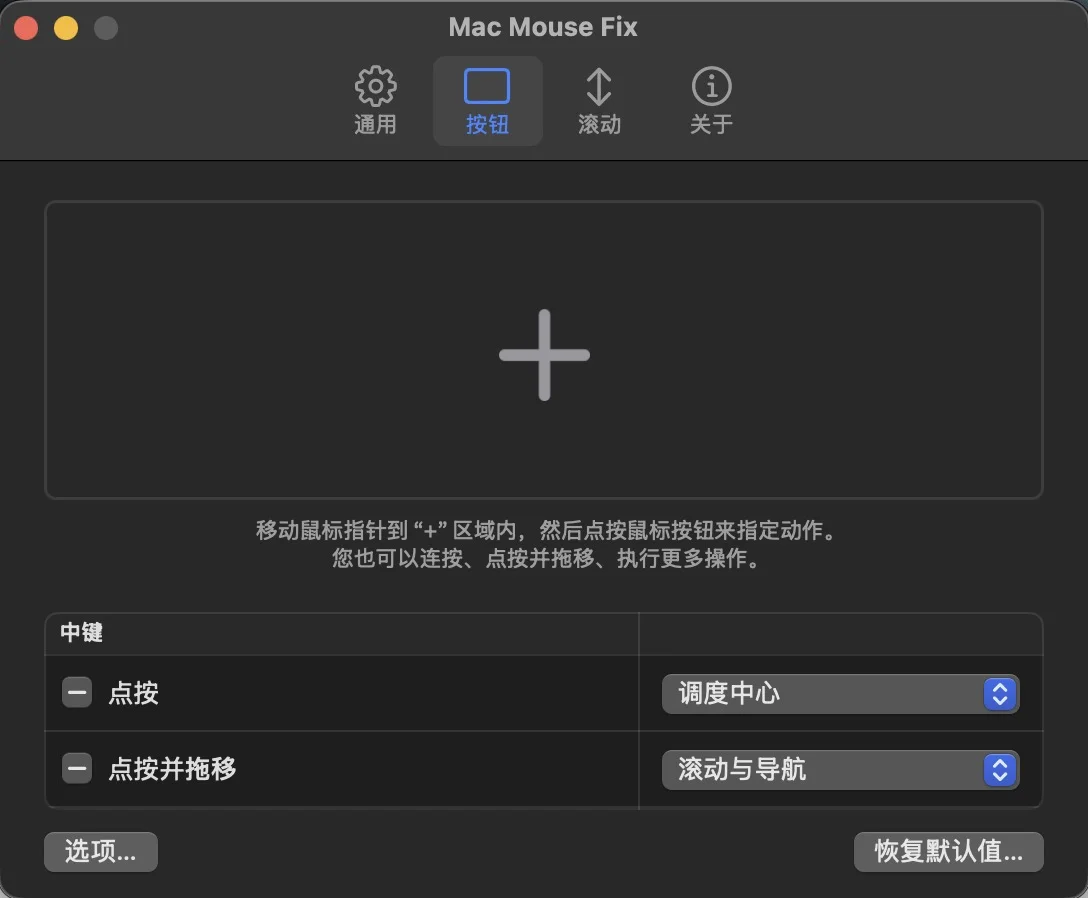 Mac Mouse Fix
通用
按钮
滚动
关于
移动鼠标指针到 “+” 区域内，然后点按鼠标按钮来指定动作。
您也可以连按、点按并拖移、执行更多操作。
中键
点按
调度中心
点按并拖移
滚动与导航
选项...
恢复默认值...